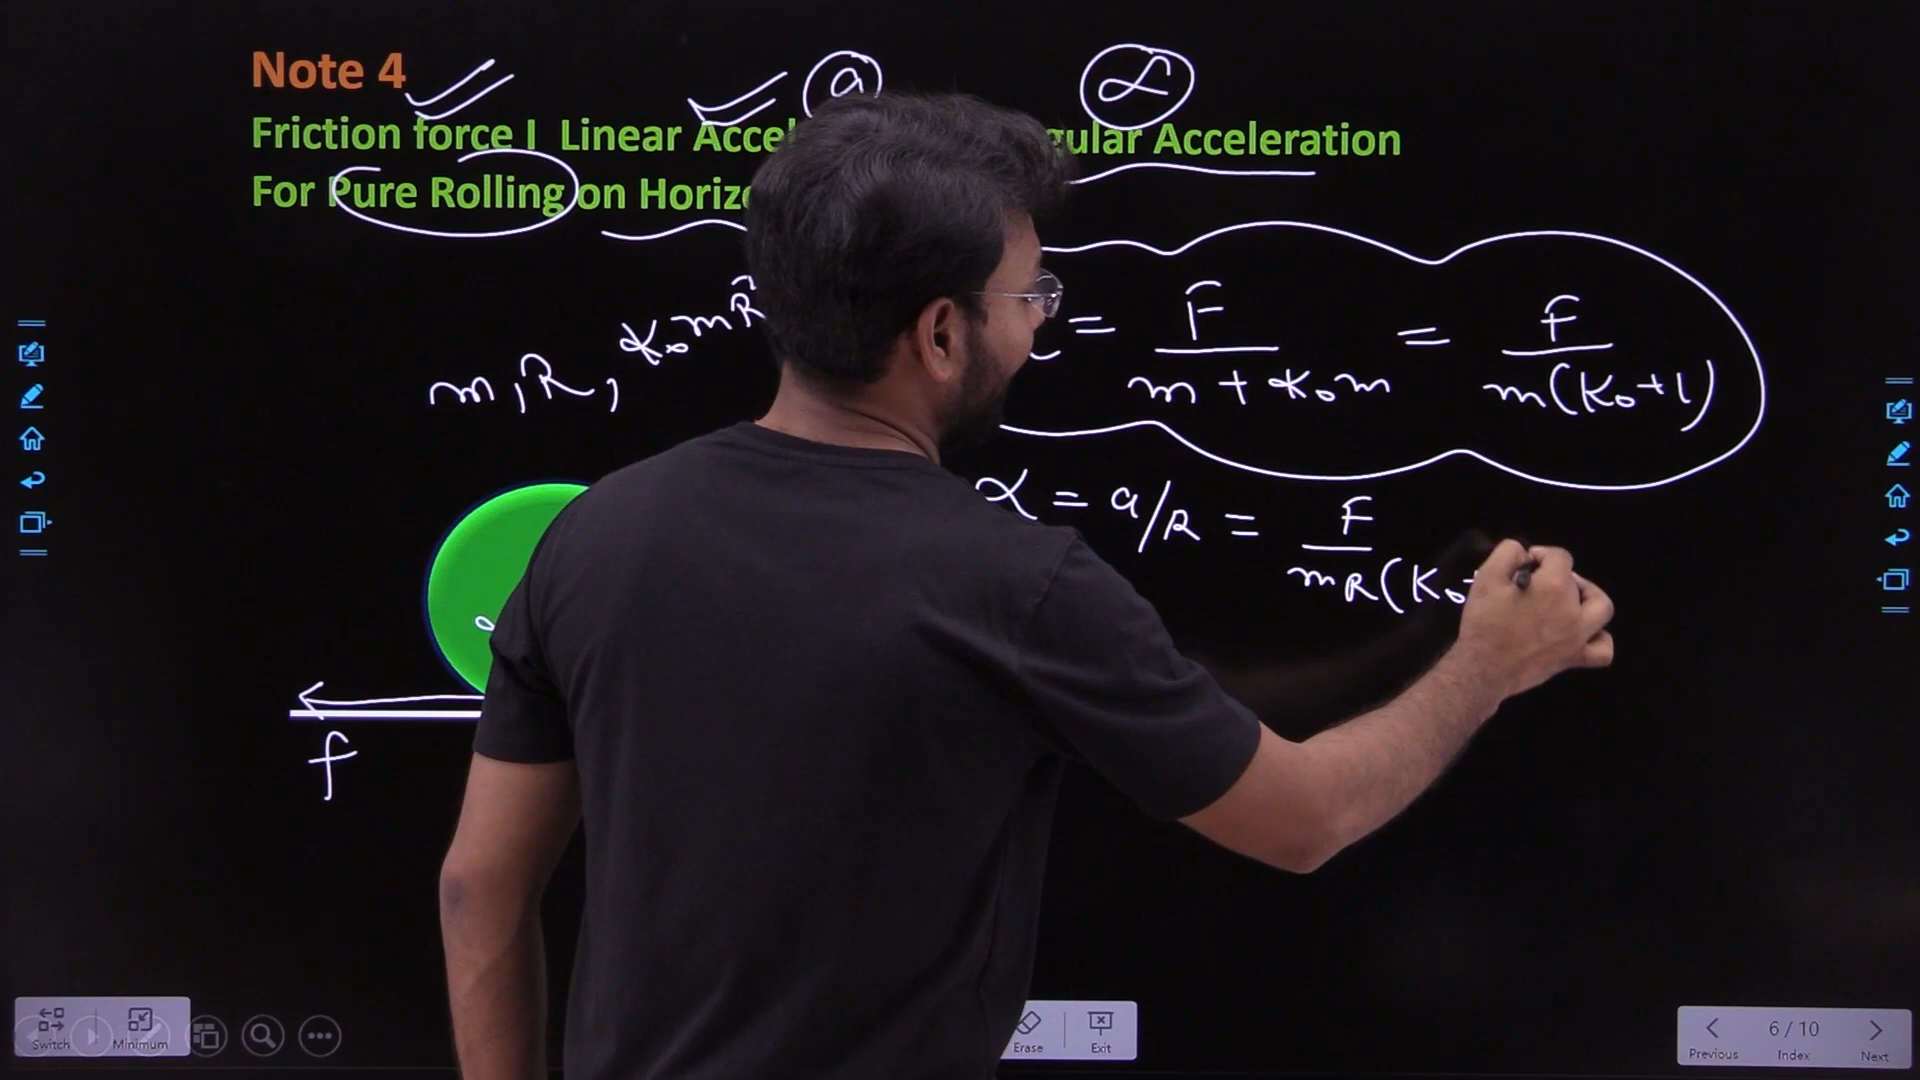 Note 4
a
α
Friction force I Linear Acce gular Acceleration
For Pure Rolling on Horiz
m, R, K₀mR²
= F / (m + K₀m) = F / (m(K₀+1))
α = a/R = F / (mR(K₀
f
Switch
Minimum
Erase
Exit
Previous
6 / 10
Index
Next